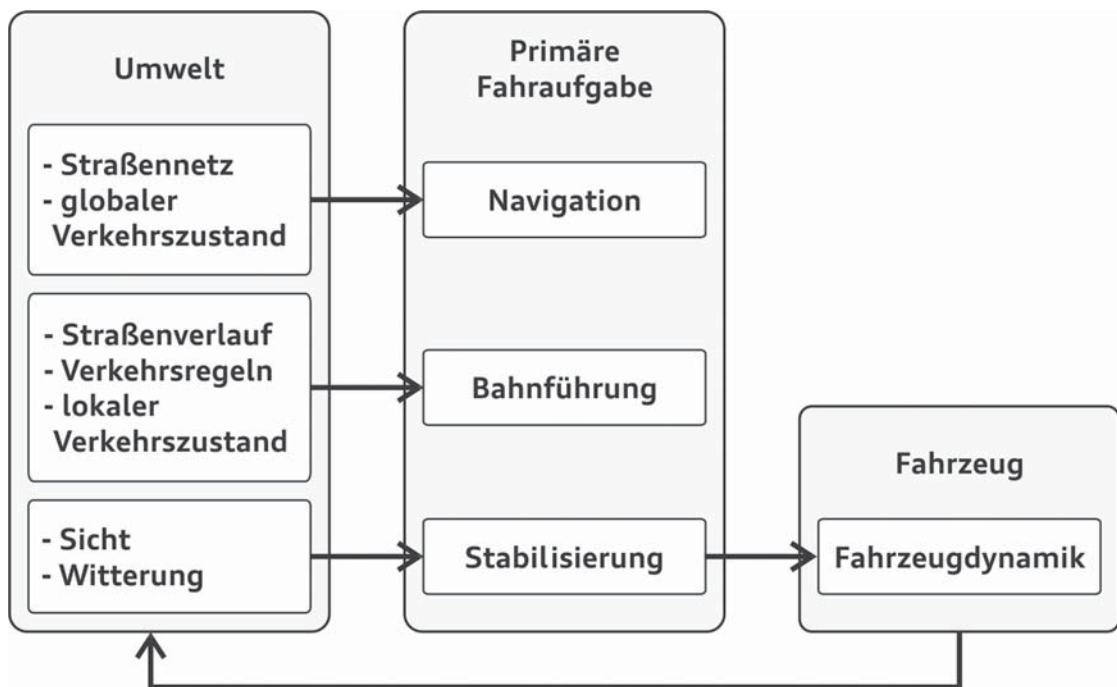 Umwelt
- Straßennetz
- globaler
Verkehrszustand
- Straßenverlauf
- Verkehrsregeln
- lokaler
Verkehrszustand
- Sicht
- Witterung
Primäre
Fahraufgabe
Navigation
Bahnführung
Stabilisierung
Fahrzeug
Fahrzeugdynamik